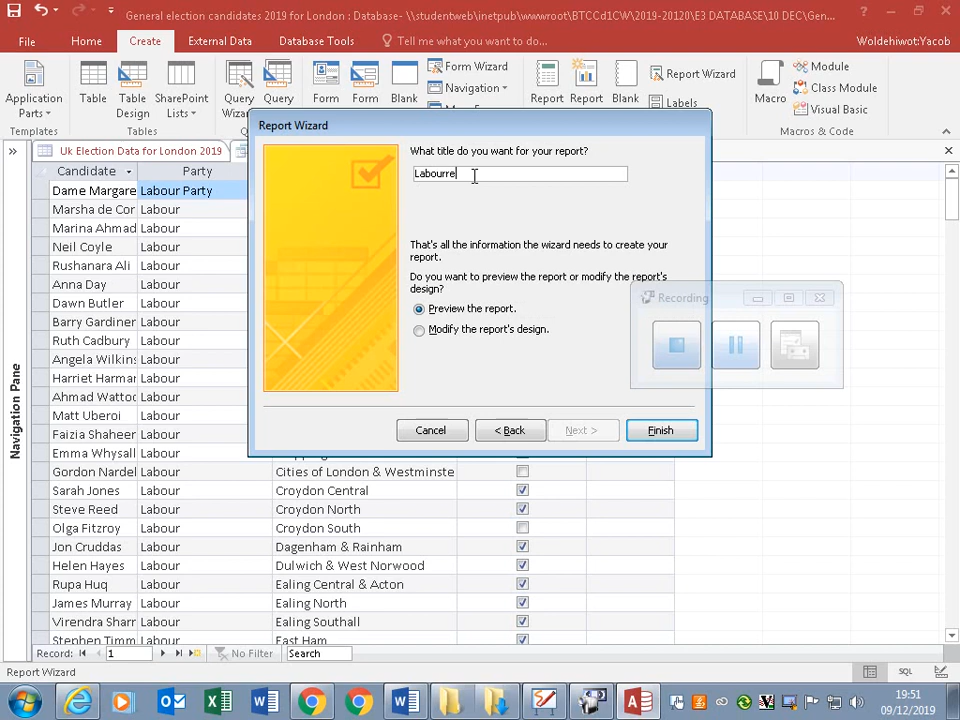 General election candidates 2019 for London : Database- \\studentweb\inetpub\wwwroot\BTCCd1CW\2019-20120\E3 DATABASE\10 DEC\Gen...
File
Home
Create
External Data
Database Tools
Tell me what you want to do...
Woldehiwot:Yacob
Application Parts
Table
Table Design
SharePoint Lists
Query
Query
Form
Form
Blank
Form Wizard
Navigation
Report
Report
Blank
Report Wizard
Labels
Macro
Module
Class Module
Visual Basic
Templates
Tables
Macros & Code
Report Wizard
What title do you want for your report?
Labourre
That's all the information the wizard needs to create your
report.
Do you want to preview the report or modify the report's
design?
Preview the report.
Modify the report's design.
Cancel
< Back
Next >
Finish
Recording
Navigation Pane
Uk Election Data for London 2019
Candidate
Party
Dame Margare Labour Party
Marsha de Cor Labour
Marina Ahmad Labour
Neil Coyle Labour
Rushanara Ali Labour
Anna Day Labour
Dawn Butler Labour
Barry Gardiner Labour
Ruth Cadbury Labour
Angela Wilkins Labour
Harriet Harmar Labour
Ahmad Wattoo Labour
Matt Uberoi Labour
Faizia Shaheer Labour
Emma Whysall Labour
Gordon Nardel Labour Cities of London & Westminste
Sarah Jones Labour Croydon Central
Steve Reed Labour Croydon North
Olga Fitzroy Labour Croydon South
Jon Cruddas Labour Dagenham & Rainham
Helen Hayes Labour Dulwich & West Norwood
Rupa Huq Labour Ealing Central & Acton
James Murray Labour Ealing North
Virendra Sharr Labour Ealing Southall
Stephen Timm Labour East Ham
Record: 1 No Filter Search
Report Wizard
SQL
19:51
09/12/2019